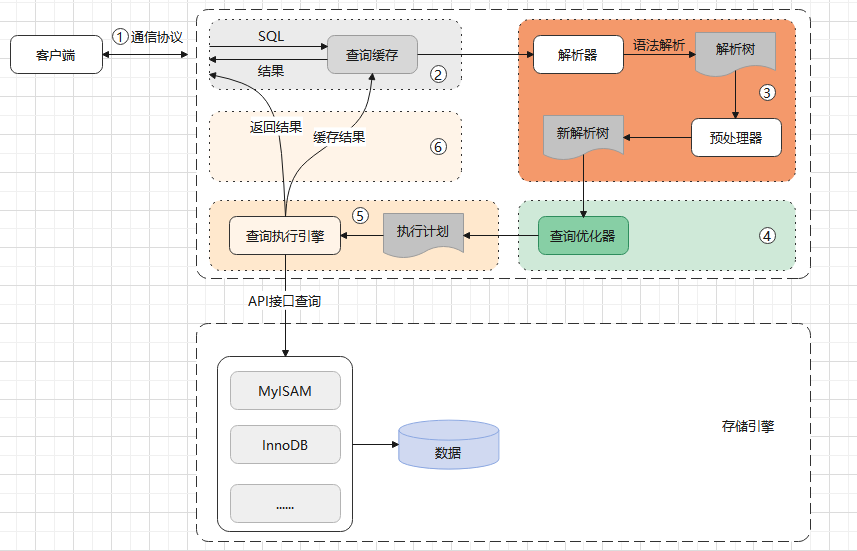 客户端
①通信协议
SQL
结果
查询缓存
②
解析器
语法解析
解析树
③
预处理器
新解析树
返回结果
缓存结果
⑥
查询执行引擎
⑤
执行计划
查询优化器
④
API接口查询
MyISAM
InnoDB
......
数据
存储引擎